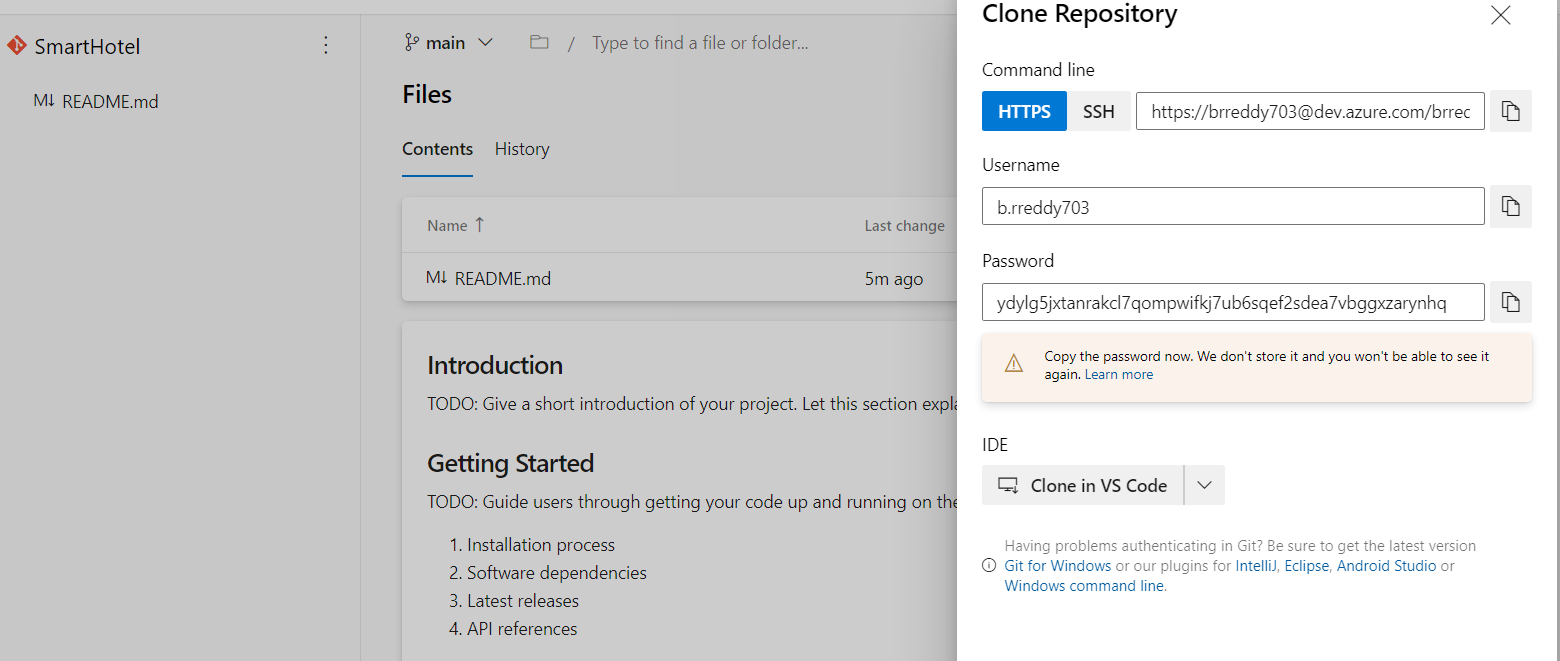 SmartHotel
README.md
main
/ Type to find a file or folder...
Files
Contents History
Name ↑ Last change
README.md 5m ago
Introduction
TODO: Give a short introduction of your project. Let this section expla
Getting Started
TODO: Guide users through getting your code up and running on the
1. Installation process
2. Software dependencies
3. Latest releases
4. API references
Clone Repository
Command line
HTTPS SSH https://brreddy703@dev.azure.com/brrec
Username
b.rreddy703
Password
ydylg5jxtanrakcl7qompwifkj7ub6sqef2sdea7vbggxzarynhq
Copy the password now. We don't store it and you won't be able to see it
again. Learn more
IDE
Clone in VS Code
Having problems authenticating in Git? Be sure to get the latest version
Git for Windows or our plugins for IntelliJ, Eclipse, Android Studio or
Windows command line.